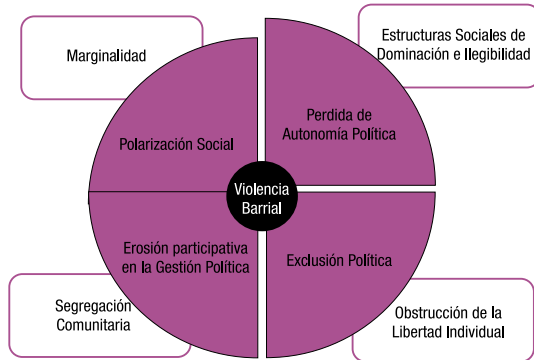 Marginalidad
Estructuras Sociales de
Dominación e Ilegibilidad
Polarización Social
Perdida de
Autonomía Política
Violencia
Barrial
Erosión participativa
en la Gestión Política
Exclusión Política
Segregación
Comunitaria
Obstrucción de la
Libertad Individual